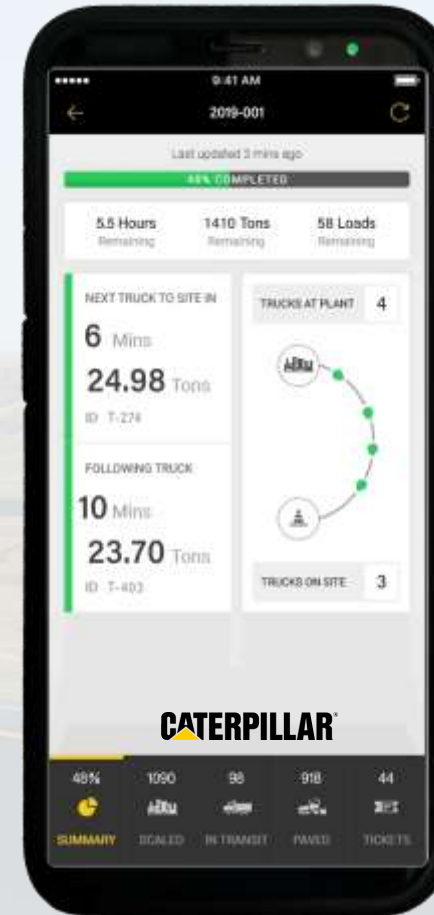 9:41 AM
2019-001
Last updated 3 mins ago
48% COMPLETED
5.5 Hours 1410 Tons 58 Loads
Remaining Remaining Remaining
NEXT TRUCK TO SITE IN
6 Mins
24.98 Tons
ID T-274
FOLLOWING TRUCK
10 Mins
23.70 Tons
ID T-403
TRUCKS AT PLANT 4
TRUCKS ON SITE 3
CATERPILLAR
48% 1090 98 918 44
SUMMARY SCALED IN TRANSIT PAVED TICKETS